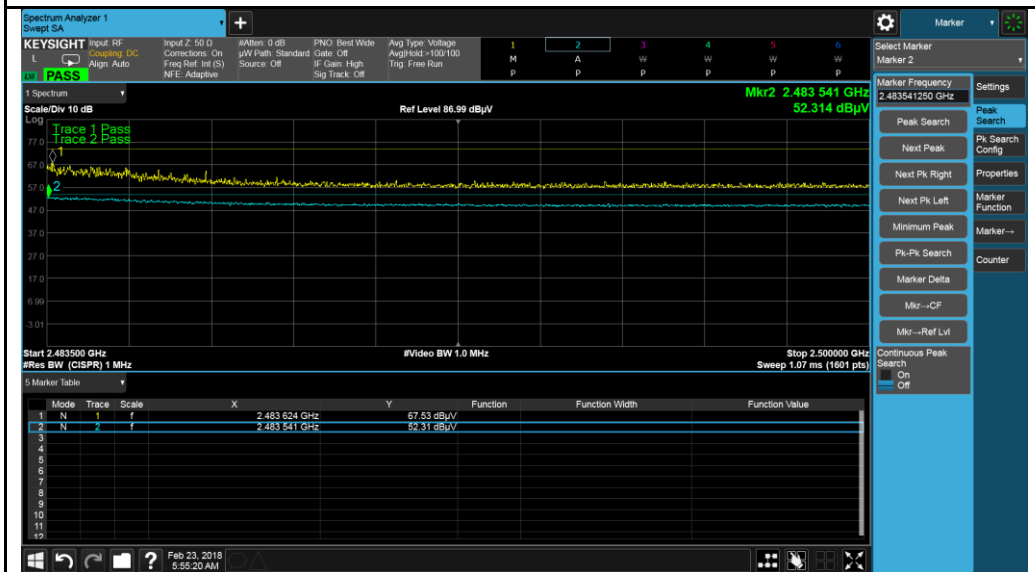 Spectrum Analyzer 1
Swept SA
+
Marker
KEYSIGHT
L
PASS
Input: RF
Coupling: DC
Align: Auto
Input Z: 50 Ω
Corrections: On
Freq Ref: Int (S)
NFE: Adaptive
#Atten: 0 dB
µW Path: Standard
Source: Off
PNO: Best Wide
Gate: Off
IF Gain: High
Sig Track: Off
Avg Type: Voltage
Avg|Hold:>100/100
Trig: Free Run
1 2 3 4 5 6
M A W W W W
P P P P P P
Select Marker
Marker 2
1 Spectrum
Scale/Div 10 dB
Ref Level 86.99 dBµV
Mkr2 2.483 541 GHz
52.314 dBµV
Log
Trace 1 Pass
Trace 2 Pass
77.0
67.0
57.0
47.0
37.0
27.0
17.0
6.99
-3.01
1
2
Start 2.483500 GHz
#Video BW 1.0 MHz
Stop 2.500000 GHz
#Res BW (CISPR) 1 MHz
Sweep 1.07 ms (1601 pts)
Marker Frequency
2.483541250 GHz
Peak Search
Next Peak
Next Pk Right
Next Pk Left
Minimum Peak
Pk-Pk Search
Marker Delta
Mkr→CF
Mkr→Ref Lvl
Continuous Peak
Search
On
Off
Settings
Peak
Search
Pk Search
Config
Properties
Marker
Function
Marker→
Counter
5 Marker Table
Mode Trace Scale X Y Function Function Width Function Value
1 N 1 f 2.483 624 GHz 67.53 dBµV
2 N 2 f 2.483 541 GHz 52.31 dBµV
3
4
5
6
7
8
9
10
11
12
?
Feb 23, 2018
5:55:20 AM